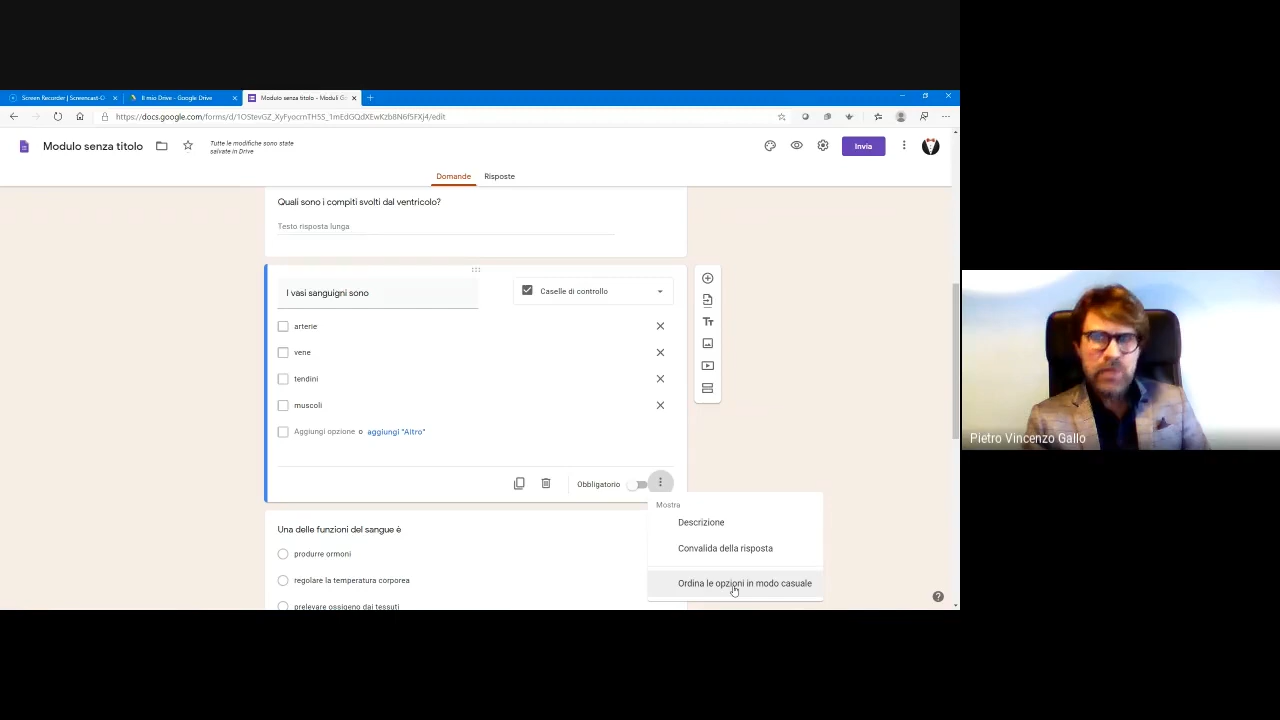 Screen Recorder | Screencast-O
Il mio Drive - Google Drive
Modulo senza titolo - Moduli Go
https://docs.google.com/forms/d/1OStevGZ_XyFyocrnTH5S_1mEdGQdXEwKzb8N6f5FXj4/edit
Modulo senza titolo
Tutte le modifiche sono state
salvate in Drive
Invia
Domande
Risposte
Quali sono i compiti svolti dal ventricolo?
Testo risposta lunga
I vasi sanguigni sono
Caselle di controllo
arterie
vene
tendini
muscoli
Aggiungi opzione o aggiungi "Altro"
Tт
Obbligatorio
Mostra
Descrizione
Convalida della risposta
Ordina le opzioni in modo casuale
Una delle funzioni del sangue è
produrre ormoni
regolare la temperatura corporea
prelevare ossigeno dai tessuti
Pietro Vincenzo Gallo